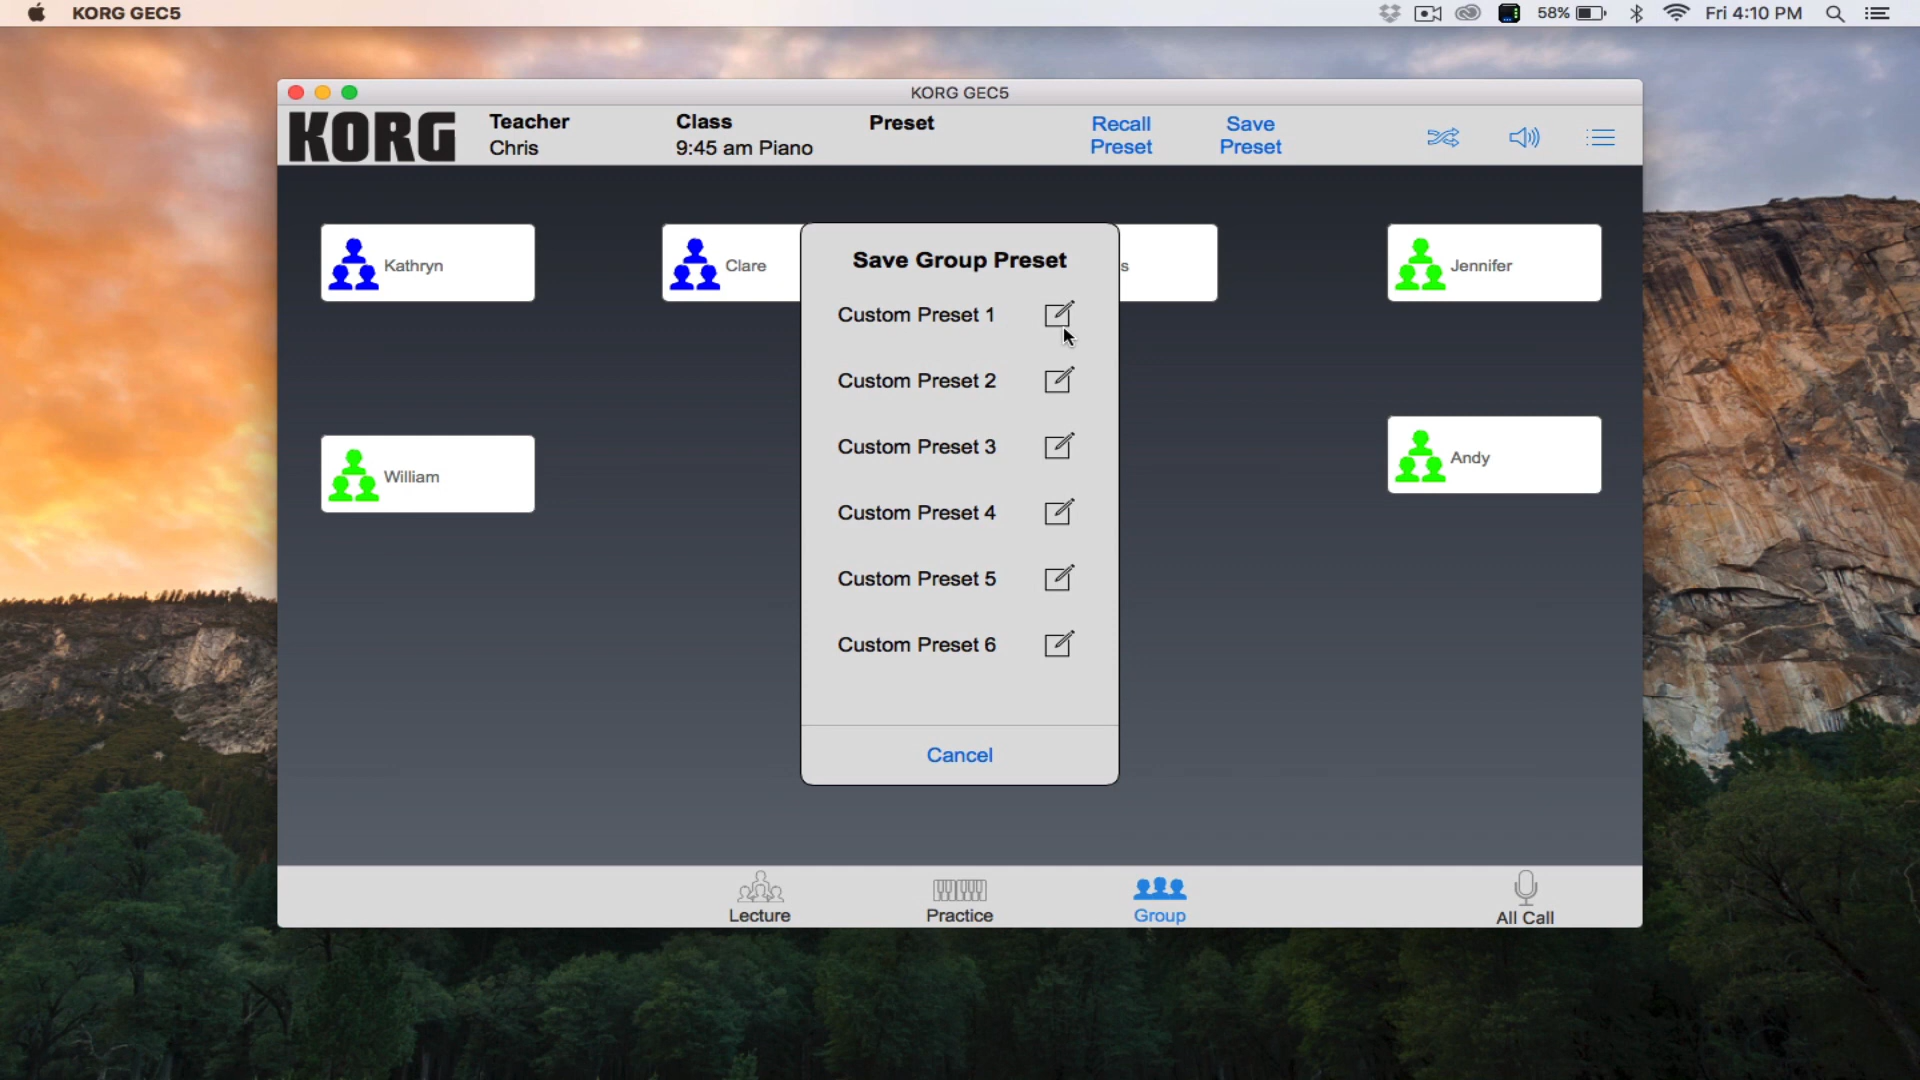 KORG GEC5
58%
Fri 4:10 PM
KORG GEC5
KORG
Teacher
Chris
Class
9:45 am Piano
Preset
Recall
Preset
Save
Preset
Kathryn
Clare
s
Jennifer
William
Andy
Save Group Preset
Custom Preset 1
Custom Preset 2
Custom Preset 3
Custom Preset 4
Custom Preset 5
Custom Preset 6
Cancel
Lecture
Practice
Group
All Call